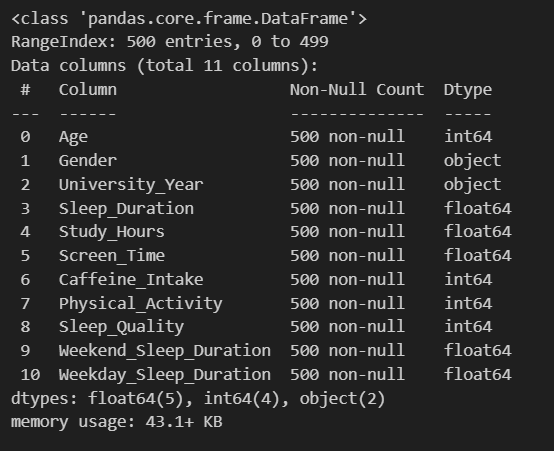 <class 'pandas.core.frame.DataFrame'>
RangeIndex: 500 entries, 0 to 499
Data columns (total 11 columns):
 #   Column                  Non-Null Count  Dtype
---  ------                  --------------  -----
 0   Age                     500 non-null    int64
 1   Gender                  500 non-null    object
 2   University_Year         500 non-null    object
 3   Sleep_Duration          500 non-null    float64
 4   Study_Hours             500 non-null    float64
 5   Screen_Time             500 non-null    float64
 6   Caffeine_Intake         500 non-null    int64
 7   Physical_Activity       500 non-null    int64
 8   Sleep_Quality           500 non-null    int64
 9   Weekend_Sleep_Duration  500 non-null    float64
 10  Weekday_Sleep_Duration  500 non-null    float64
dtypes: float64(5), int64(4), object(2)
memory usage: 43.1+ KB